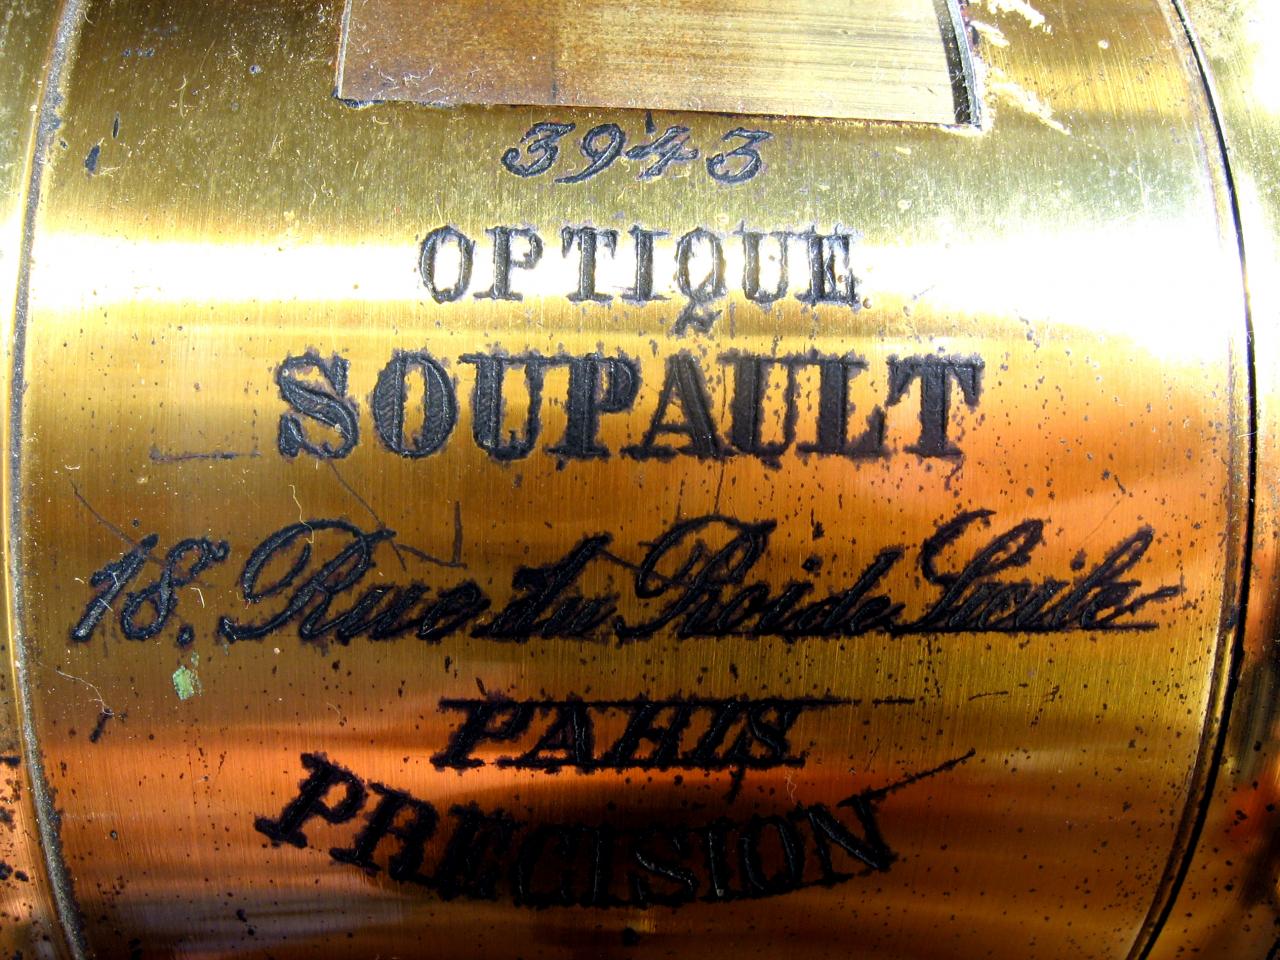 3943
OPTIQUE
SOUPAULT
18. Rue du Roi de Sicile
PARIS
PRECISION